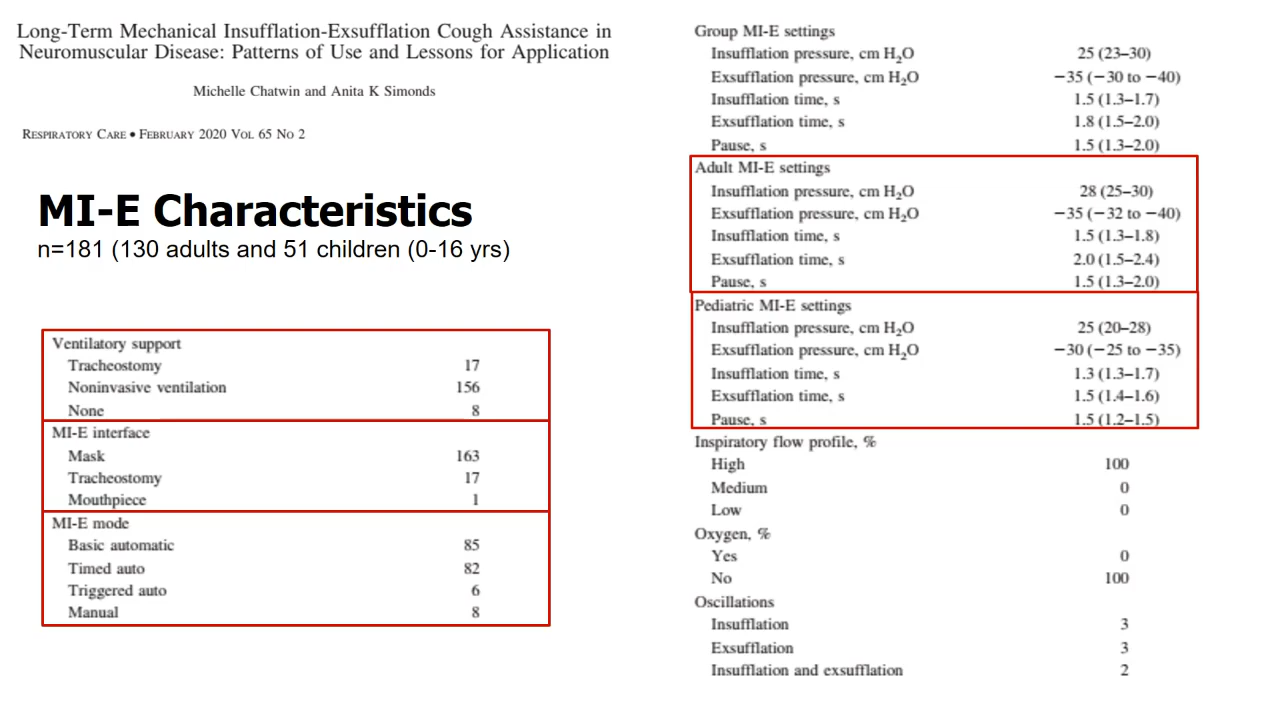 Long-Term Mechanical Insufflation-Exsufflation Cough Assistance in
Neuromuscular Disease: Patterns of Use and Lessons for Application
Michelle Chatwin and Anita K Simonds
RESPIRATORY CARE • FEBRUARY 2020 VOL 65 NO 2
MI-E Characteristics
n=181 (130 adults and 51 children (0-16 yrs)
Ventilatory support
Tracheostomy 17
Noninvasive ventilation 156
None 8
MI-E interface
Mask 163
Tracheostomy 17
Mouthpiece 1
MI-E mode
Basic automatic 85
Timed auto 82
Triggered auto 6
Manual 8
Group MI-E settings
Insufflation pressure, cm H₂O 25 (23–30)
Exsufflation pressure, cm H₂O −35 (−30 to −40)
Insufflation time, s 1.5 (1.3–1.7)
Exsufflation time, s 1.8 (1.5–2.0)
Pause, s 1.5 (1.3–2.0)
Adult MI-E settings
Insufflation pressure, cm H₂O 28 (25–30)
Exsufflation pressure, cm H₂O −35 (−32 to −40)
Insufflation time, s 1.5 (1.3–1.8)
Exsufflation time, s 2.0 (1.5–2.4)
Pause, s 1.5 (1.3–2.0)
Pediatric MI-E settings
Insufflation pressure, cm H₂O 25 (20–28)
Exsufflation pressure, cm H₂O −30 (−25 to −35)
Insufflation time, s 1.3 (1.3–1.7)
Exsufflation time, s 1.5 (1.4–1.6)
Pause, s 1.5 (1.2–1.5)
Inspiratory flow profile, %
High 100
Medium 0
Low 0
Oxygen, %
Yes 0
No 100
Oscillations
Insufflation 3
Exsufflation 3
Insufflation and exsufflation 2